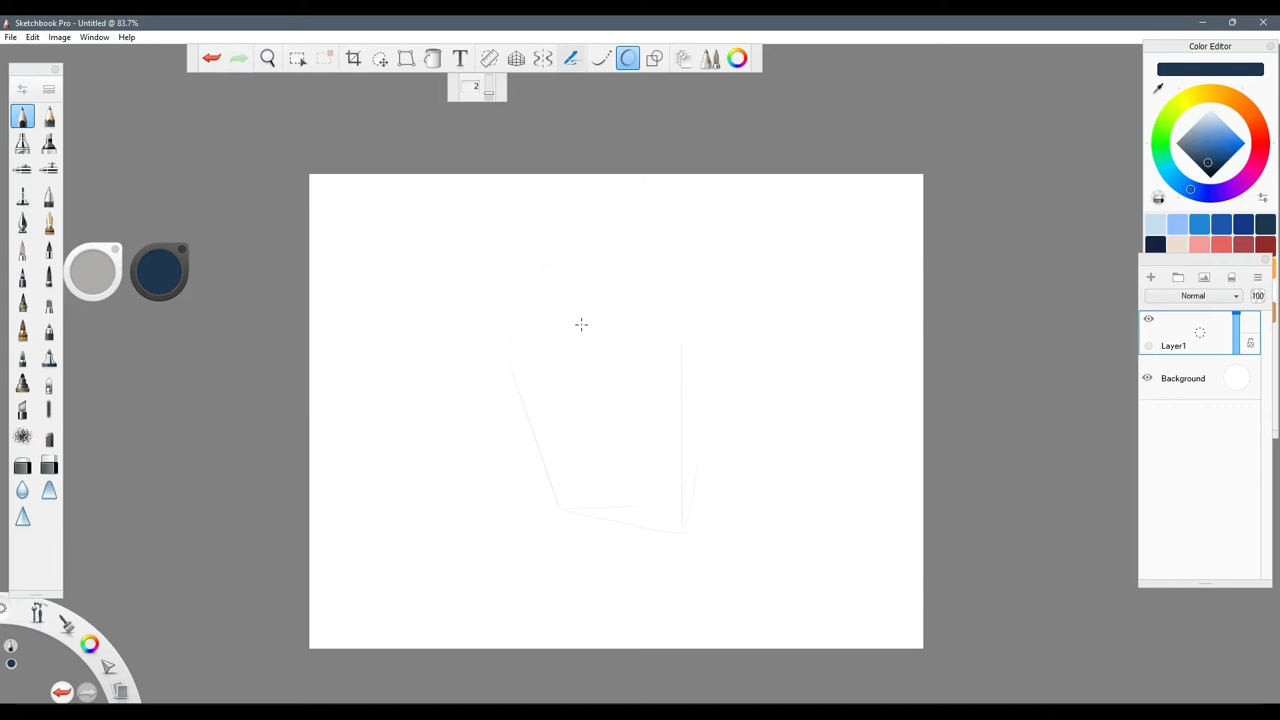 Sketchbook Pro - Untitled @ 83.7%
File Edit Image Window Help
T
2
Color Editor
Normal 100
Layer1
Background